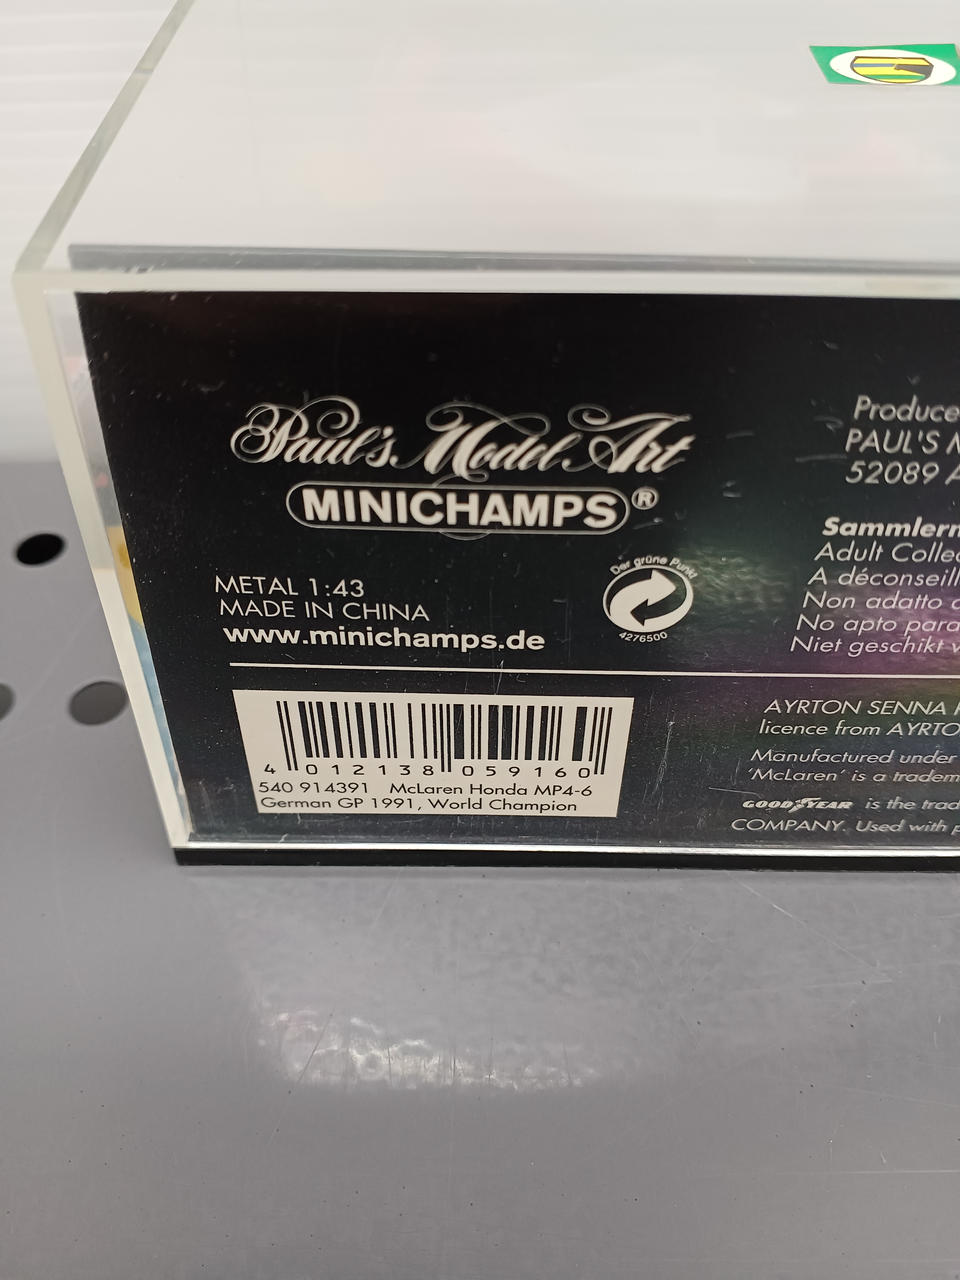 Paul's Model Art
MINICHAMPS®
METAL 1:43
MADE IN CHINA
www.minichamps.de
Der grüne Punkt
4276500
4 012138 059160
540 914391 McLaren Honda MP4-6
German GP 1991, World Champion
Produce
PAUL'S M
52089 A
Sammlerm
Adult Collec
A déconseill
Non adatto a
No apto para
Niet geschikt v
AYRTON SENNA
licence from AYRTO
Manufactured under
'McLaren' is a tradem
GOODYEAR is the trad
COMPANY. Used with p